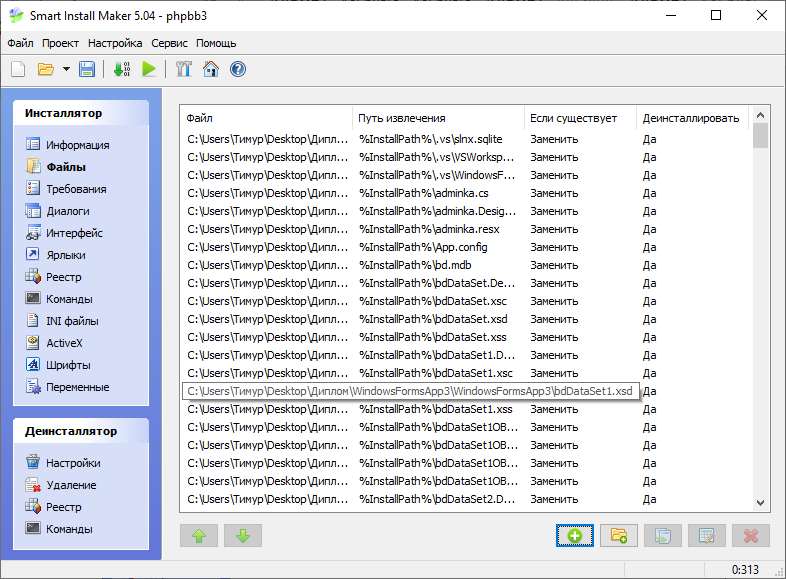 Smart Install Maker 5.04 - phpbb3
Файл Проект Настройка Сервис Помощь
Инсталлятор
Информация
Файлы
Требования
Диалоги
Интерфейс
Ярлыки
Реестр
Команды
INI файлы
ActiveX
Шрифты
Переменные
Деинсталлятор
Настройки
Удаление
Реестр
Команды
Файл Путь извлечения Если существует Деинсталлировать
C:\Users\Тимур\Desktop\Дипл... %InstallPath%\.vs\slnx.sqlite Заменить Да
C:\Users\Тимур\Desktop\Дипл... %InstallPath%\.vs\VSWorksp... Заменить Да
C:\Users\Тимур\Desktop\Дипл... %InstallPath%\.vs\WindowsF... Заменить Да
C:\Users\Тимур\Desktop\Дипл... %InstallPath%\adminka.cs Заменить Да
C:\Users\Тимур\Desktop\Дипл... %InstallPath%\adminka.Desig... Заменить Да
C:\Users\Тимур\Desktop\Дипл... %InstallPath%\adminka.resx Заменить Да
C:\Users\Тимур\Desktop\Дипл... %InstallPath%\App.config Заменить Да
C:\Users\Тимур\Desktop\Дипл... %InstallPath%\bd.mdb Заменить Да
C:\Users\Тимур\Desktop\Дипл... %InstallPath%\bdDataSet.De... Заменить Да
C:\Users\Тимур\Desktop\Дипл... %InstallPath%\bdDataSet.xsc Заменить Да
C:\Users\Тимур\Desktop\Дипл... %InstallPath%\bdDataSet.xsd Заменить Да
C:\Users\Тимур\Desktop\Дипл... %InstallPath%\bdDataSet.xss Заменить Да
C:\Users\Тимур\Desktop\Дипл... %InstallPath%\bdDataSet1.D... Заменить Да
C:\Users\Тимур\Desktop\Дипл... %InstallPath%\bdDataSet1.xsc Заменить Да
C:\Users\Тимур\Desktop\Диплом\WindowsFormsApp3\WindowsFormsApp3\bdDataSet1.xsd Да
C:\Users\Тимур\Desktop\Дипл... %InstallPath%\bdDataSet1.xss Заменить Да
C:\Users\Тимур\Desktop\Дипл... %InstallPath%\bdDataSet1OB... Заменить Да
C:\Users\Тимур\Desktop\Дипл... %InstallPath%\bdDataSet1OB... Заменить Да
C:\Users\Тимур\Desktop\Дипл... %InstallPath%\bdDataSet1OB... Заменить Да
C:\Users\Тимур\Desktop\Дипл... %InstallPath%\bdDataSet1OB... Заменить Да
C:\Users\Тимур\Desktop\Дипл... %InstallPath%\bdDataSet2.D... Заменить Да
0:313